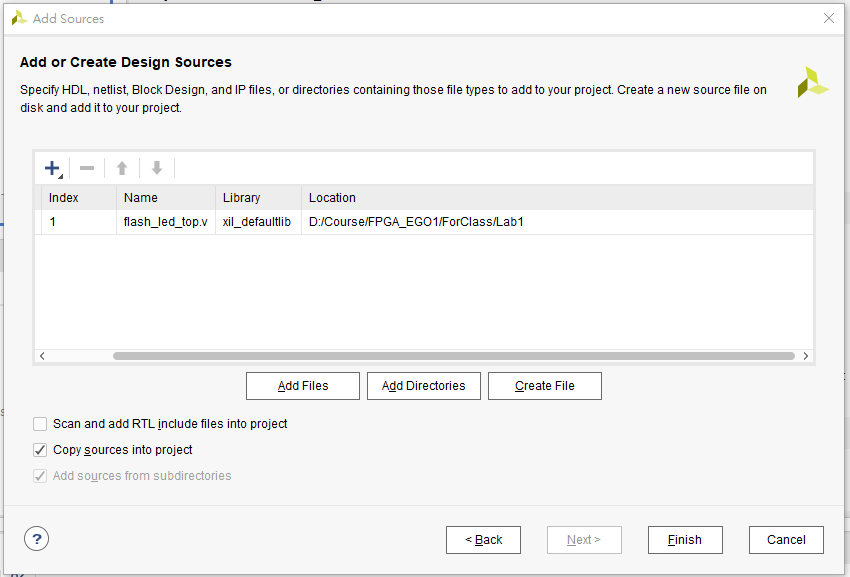 Add Sources
Add or Create Design Sources
Specify HDL, netlist, Block Design, and IP files, or directories containing those file types to add to your project. Create a new source file on
disk and add it to your project.
Index Name Library Location
1 flash_led_top.v xil_defaultlib D:/Course/FPGA_EGO1/ForClass/Lab1
Add Files Add Directories Create File
Scan and add RTL include files into project
Copy sources into project
Add sources from subdirectories
? < Back Next > Finish Cancel